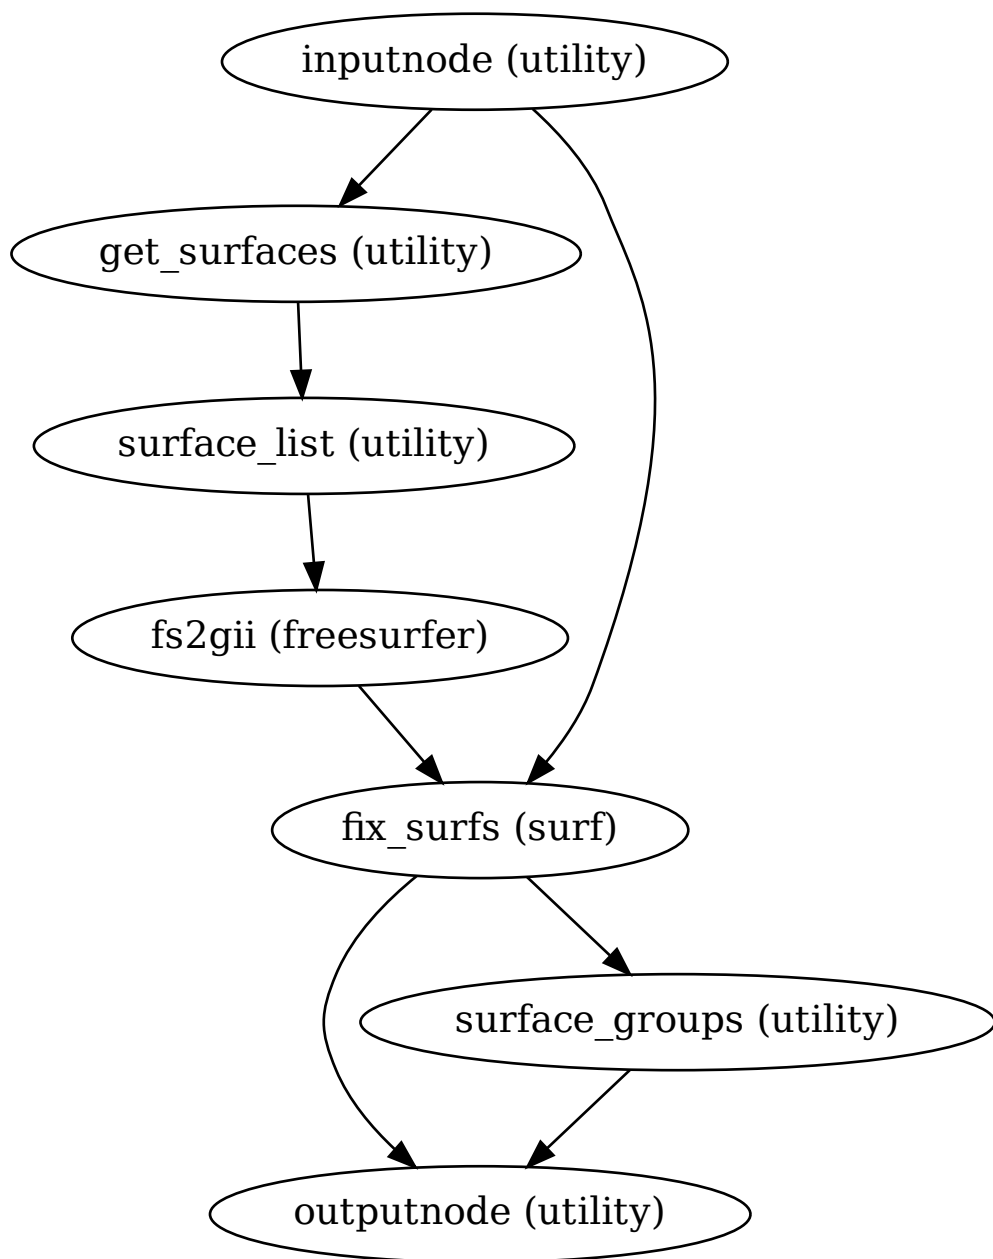 inputnode (utility)
get_surfaces (utility)
surface_list (utility)
fs2gii (freesurfer)
fix_surfs (surf)
surface_groups (utility)
outputnode (utility)